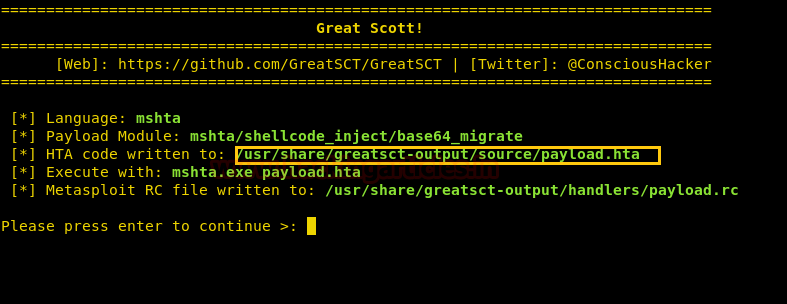 ===============================================================================
Great Scott!
===============================================================================
[Web]: https://github.com/GreatSCT/GreatSCT | [Twitter]: @ConsciousHacker
===============================================================================
[*] Language: mshta
[*] Payload Module: mshta/shellcode_inject/base64_migrate
[*] HTA code written to: /usr/share/greatsct-output/source/payload.hta
[*] Execute with: mshta.exe payload.hta
[*] Metasploit RC file written to: /usr/share/greatsct-output/handlers/payload.rc
Please press enter to continue >: